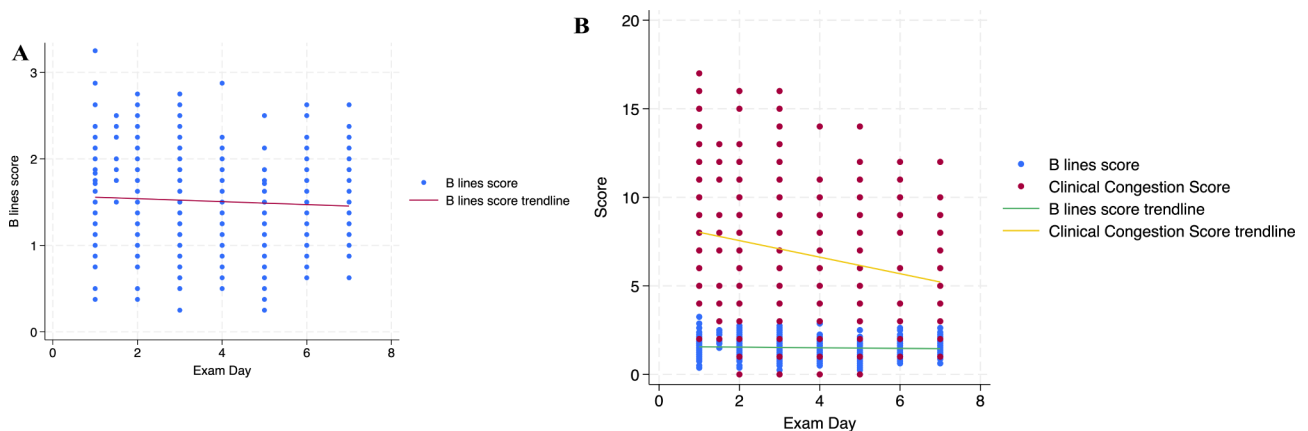 A
B lines score
3
2
1
0
0 2 4 6 8
Exam Day
B lines score
B lines score trendline
B
Score
20
15
10
5
0
0 2 4 6 8
Exam Day
B lines score
Clinical Congestion Score
B lines score trendline
Clinical Congestion Score trendline